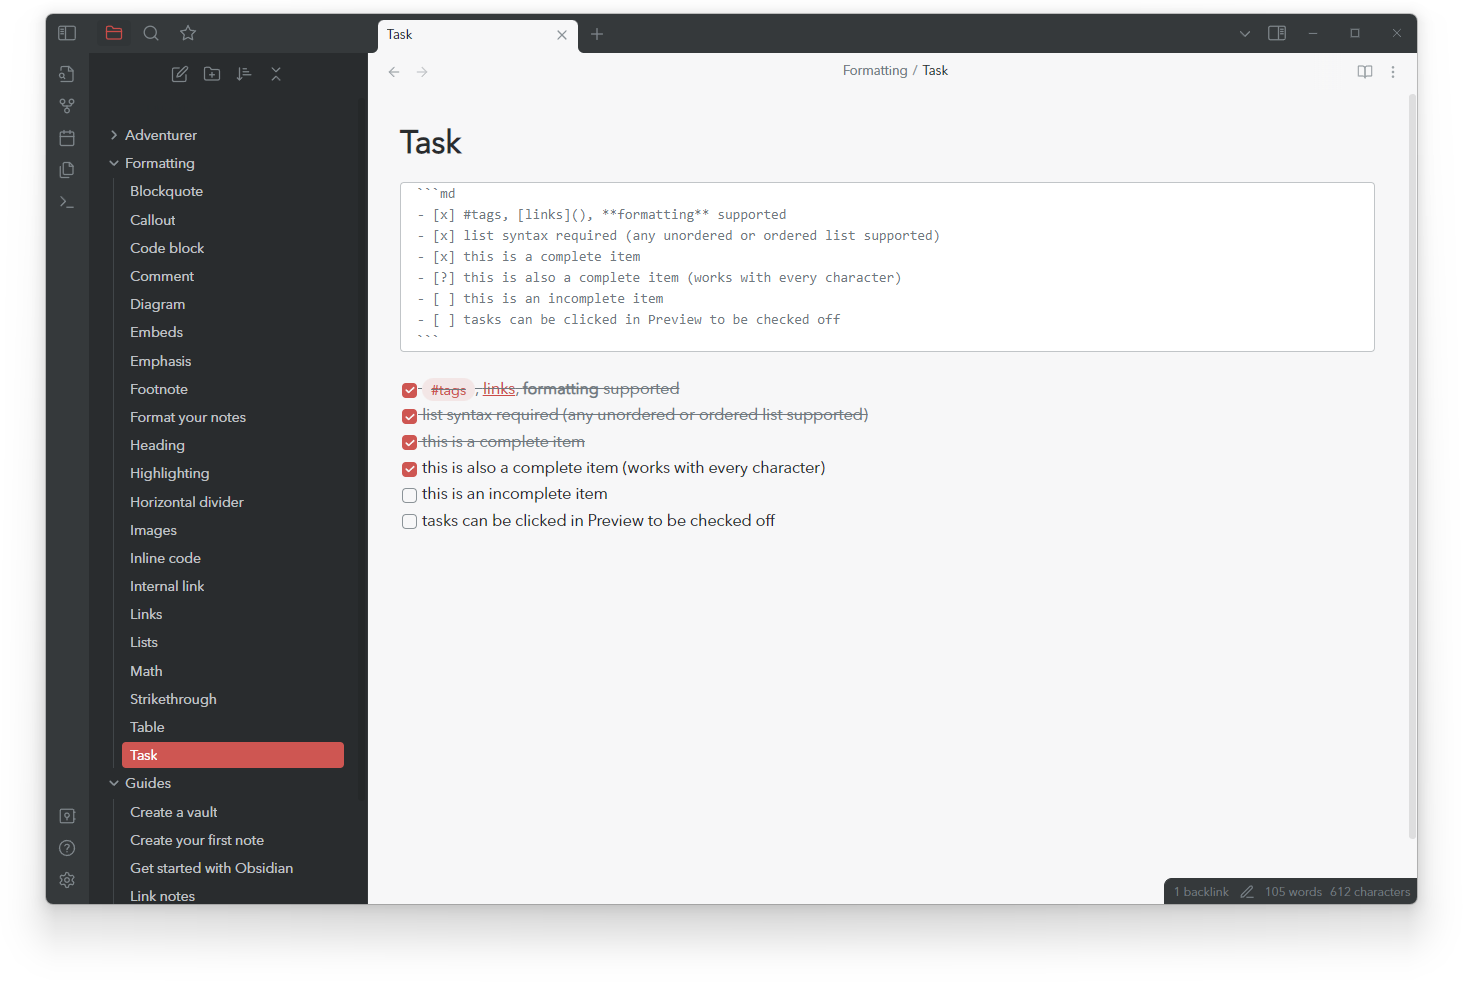 Task
Formatting / Task
Adventurer
Formatting
Blockquote
Callout
Code block
Comment
Diagram
Embeds
Emphasis
Footnote
Format your notes
Heading
Highlighting
Horizontal divider
Images
Inline code
Internal link
Links
Lists
Math
Strikethrough
Table
Task
Guides
Create a vault
Create your first note
Get started with Obsidian
Link notes
Task
```md
- [x] #tags, [links](), **formatting** supported
- [x] list syntax required (any unordered or ordered list supported)
- [x] this is a complete item
- [?] this is also a complete item (works with every character)
- [ ] this is an incomplete item
- [ ] tasks can be clicked in Preview to be checked off
```
- #tags , links, formatting supported
list syntax required (any unordered or ordered list supported)
this is a complete item
this is also a complete item (works with every character)
this is an incomplete item
tasks can be clicked in Preview to be checked off
1 backlink 105 words 612 characters